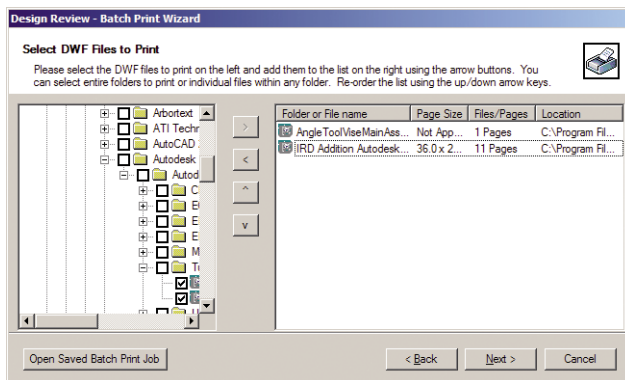 Design Review - Batch Print Wizard
Select DWF Files to Print
Please select the DWF files to print on the left and add them to the list on the right using the arrow buttons. You
can select entire folders to print or individual files within any folder. Re-order the list using the up/down arrow keys.
Arbortext
ATI Techr
AutoCAD
Autodesk
Autod
C
E
E
M
T
>
<
^
v
Folder or File name Page Size Files/Pages Location
AngleToolViseMainAss... Not App... 1 Pages C:\Program Fil...
IRD Addition Autodesk... 36.0 x 2... 11 Pages C:\Program Fil...
Open Saved Batch Print Job
< Back Next > Cancel